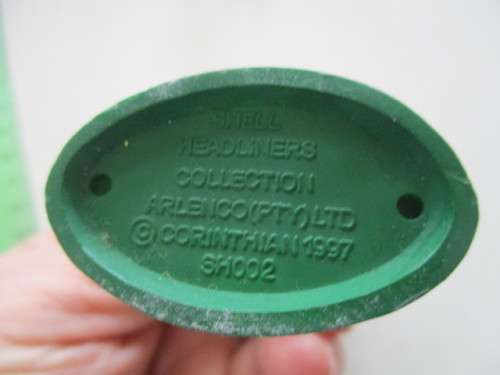 SHELL
HEADLINERS
COLLECTION
ARLENCO(PTY)LTD
© CORINTHIAN 1997
SH002